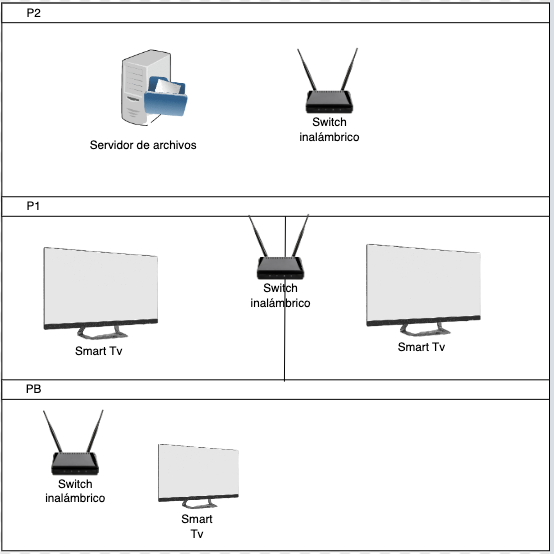 P2
Servidor de archivos
Switch
inalámbrico
P1
Switch
inalámbrico
Smart Tv
Smart Tv
PB
Switch
inalámbrico
Smart
Tv